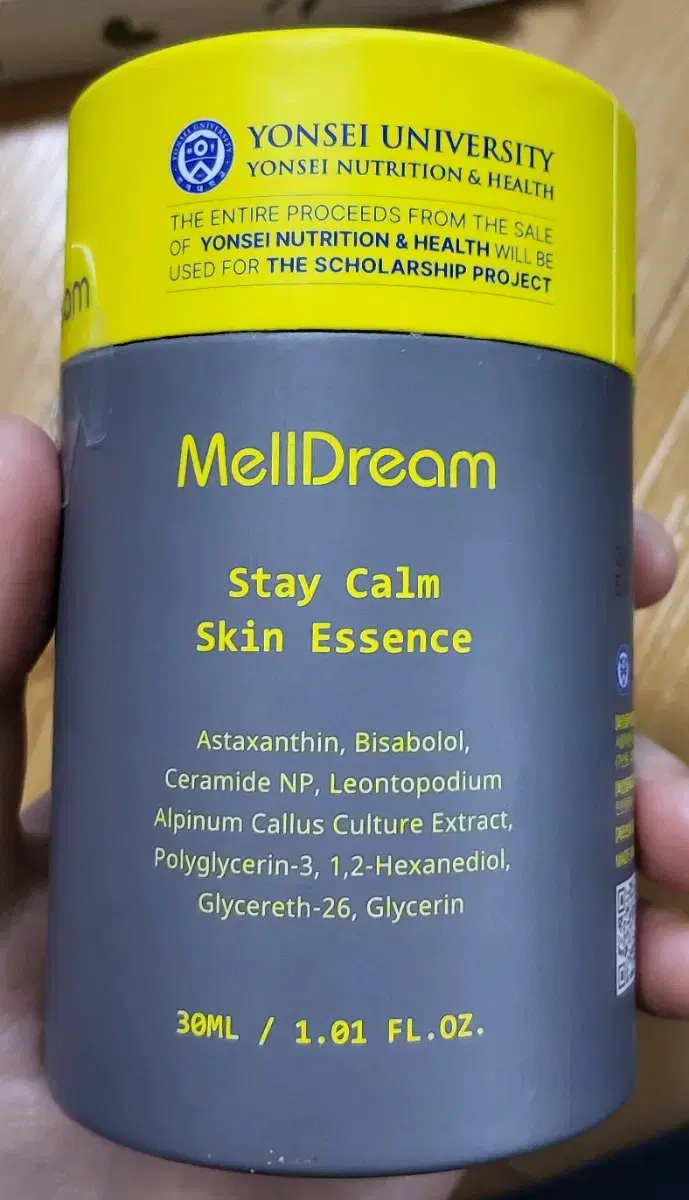 YONSEI UNIVERSITY
YONSEI NUTRITION & HEALTH
THE ENTIRE PROCEEDS FROM THE SALE
OF YONSEI NUTRITION & HEALTH WILL BE
USED FOR THE SCHOLARSHIP PROJECT
MellDream
Stay Calm
Skin Essence
Astaxanthin, Bisabolol,
Ceramide NP, Leontopodium
Alpinum Callus Culture Extract,
Polyglycerin-3, 1,2-Hexanediol,
Glycereth-26, Glycerin
30ML / 1.01 FL.OZ.